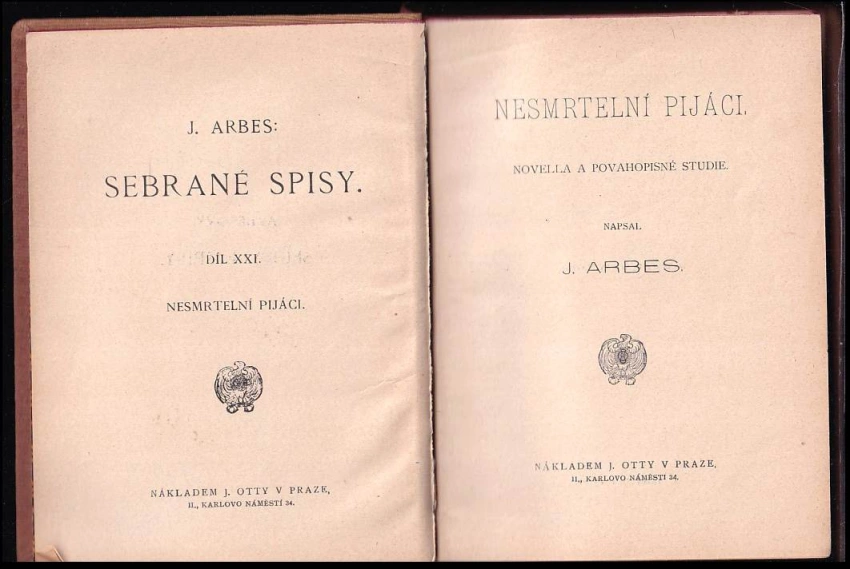 J. ARBES:
SEBRANÉ SPISY.
DÍL XXI.
NESMRTELNÍ PIJÁCI.
NÁKLADEM J. OTTY V PRAZE,
II., KARLOVO NÁMĚSTÍ 34.
NESMRTELNÍ PIJÁCI.
NOVELLA A POVAHOPISNÉ STUDIE.
NAPSAL
J. ARBES.
NÁKLADEM J. OTTY V PRAZE,
II., KARLOVO NÁMĚSTÍ 34.